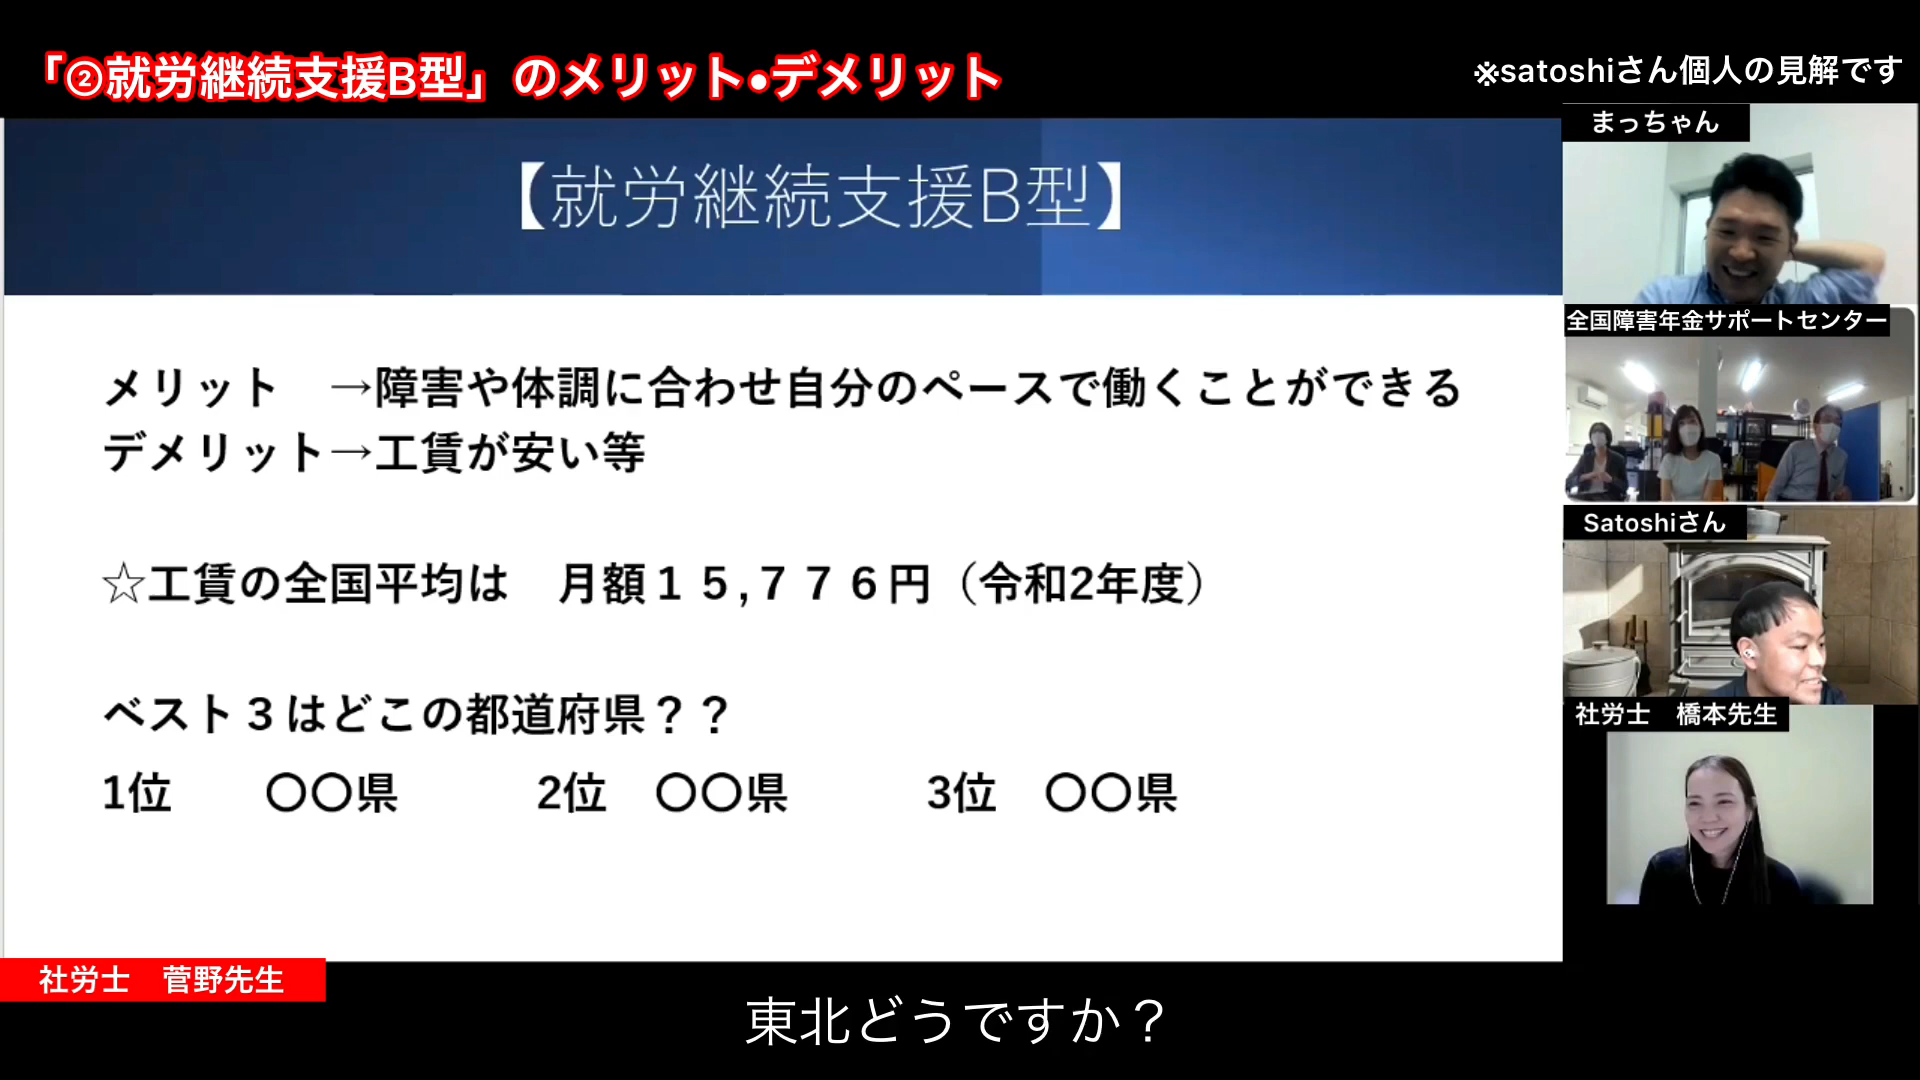 「②就労継続支援B型」のメリット•デメリット
※satoshiさん個人の見解です
【就労継続支援B型】
メリット　→障害や体調に合わせ自分のペースで働くことができる
デメリット→工賃が安い等
☆工賃の全国平均は　月額１５,７７６円（令和2年度）
ベスト３はどこの都道府県？？
1位　〇〇県　2位　〇〇県　3位　〇〇県
まっちゃん
全国障害年金サポートセンター
Satoshiさん
社労士　橋本先生
社労士　菅野先生
東北どうですか？